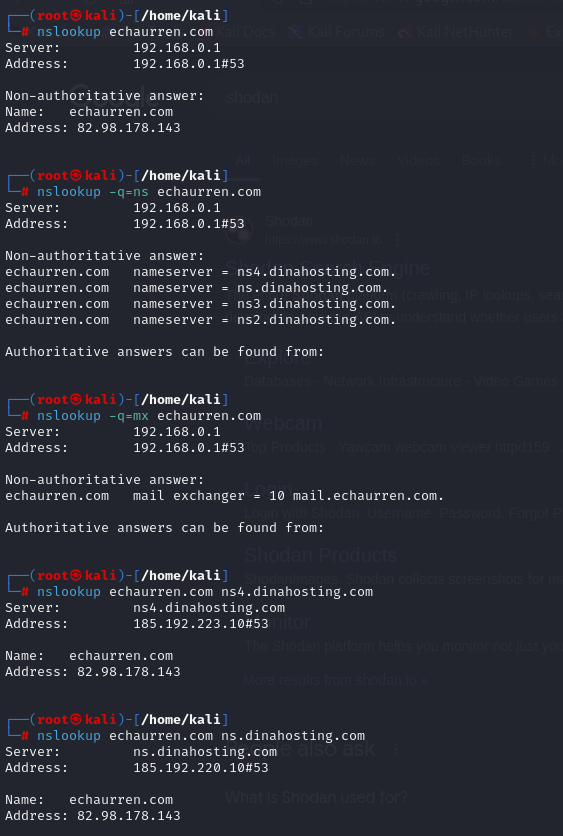 ┌──(root㉿kali)-[/home/kali]
└─# nslookup echaurren.com
Server:         192.168.0.1
Address:        192.168.0.1#53

Non-authoritative answer:
Name:   echaurren.com
Address: 82.98.178.143

┌──(root㉿kali)-[/home/kali]
└─# nslookup -q=ns echaurren.com
Server:         192.168.0.1
Address:        192.168.0.1#53

Non-authoritative answer:
echaurren.com   nameserver = ns4.dinahosting.com.
echaurren.com   nameserver = ns.dinahosting.com.
echaurren.com   nameserver = ns3.dinahosting.com.
echaurren.com   nameserver = ns2.dinahosting.com.

Authoritative answers can be found from:

┌──(root㉿kali)-[/home/kali]
└─# nslookup -q=mx echaurren.com
Server:         192.168.0.1
Address:        192.168.0.1#53

Non-authoritative answer:
echaurren.com   mail exchanger = 10 mail.echaurren.com.

Authoritative answers can be found from:

┌──(root㉿kali)-[/home/kali]
└─# nslookup echaurren.com ns4.dinahosting.com
Server:         ns4.dinahosting.com
Address:        185.192.223.10#53

Name:   echaurren.com
Address: 82.98.178.143

┌──(root㉿kali)-[/home/kali]
└─# nslookup echaurren.com ns.dinahosting.com
Server:         ns.dinahosting.com
Address:        185.192.220.10#53

Name:   echaurren.com
Address: 82.98.178.143